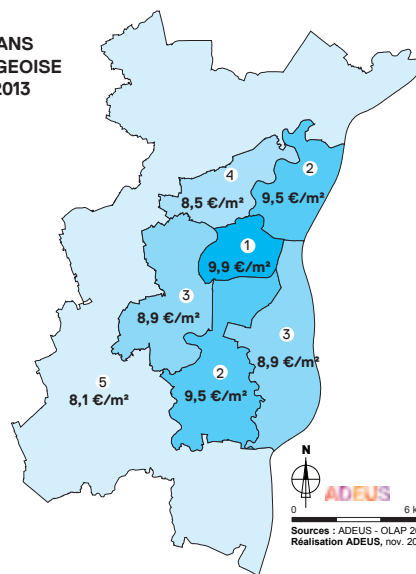 ANS
GEOISE
2013
4
8,5 €/m²
2
9,5 €/m²
1
9,9 €/m²
3
8,9 €/m²
3
8,9 €/m²
2
9,5 €/m²
5
8,1 €/m²
N
ADEUS
0 6 k
Sources : ADEUS - OLAP 20
Réalisation ADEUS, nov. 20